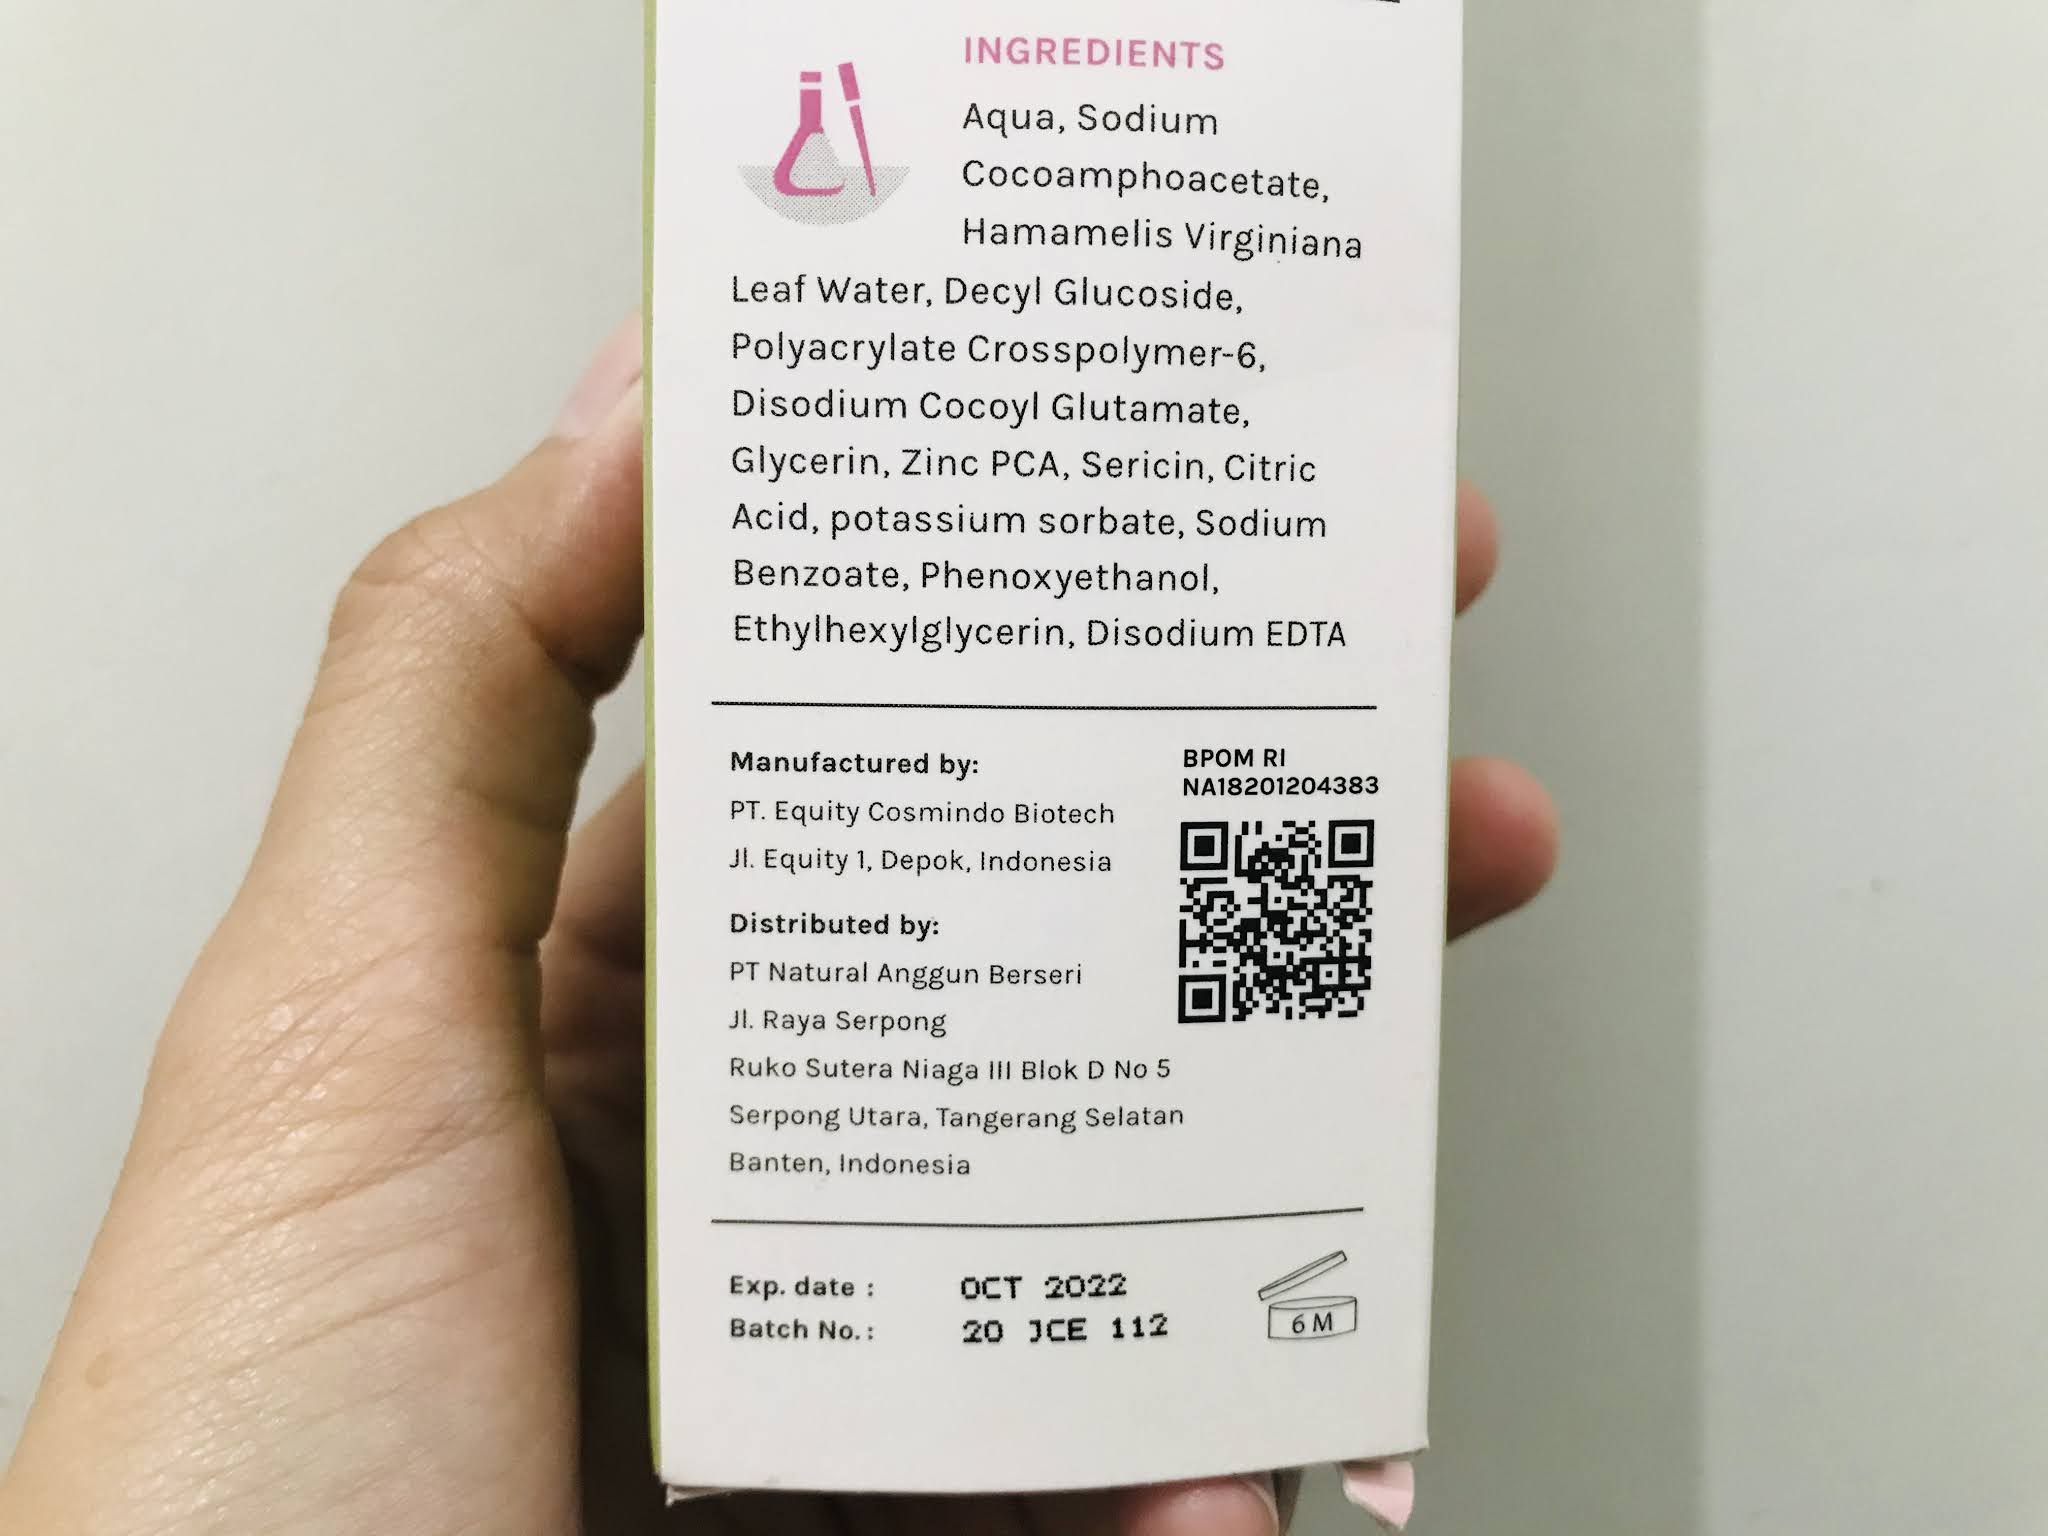 INGREDIENTS
Aqua, Sodium
Cocoamphoacetate,
Hamamelis Virginiana
Leaf Water, Decyl Glucoside,
Polyacrylate Crosspolymer-6,
Disodium Cocoyl Glutamate,
Glycerin, Zinc PCA, Sericin, Citric
Acid, potassium sorbate, Sodium
Benzoate, Phenoxyethanol,
Ethylhexylglycerin, Disodium EDTA
Manufactured by:
PT. Equity Cosmindo Biotech
Jl. Equity 1, Depok, Indonesia
BPOM RI
NA18201204383
Distributed by:
PT Natural Anggun Berseri
Jl. Raya Serpong
Ruko Sutera Niaga III Blok D No 5
Serpong Utara, Tangerang Selatan
Banten, Indonesia
Exp. date : OCT 2022
Batch No.: 20 JCE 112
6 M